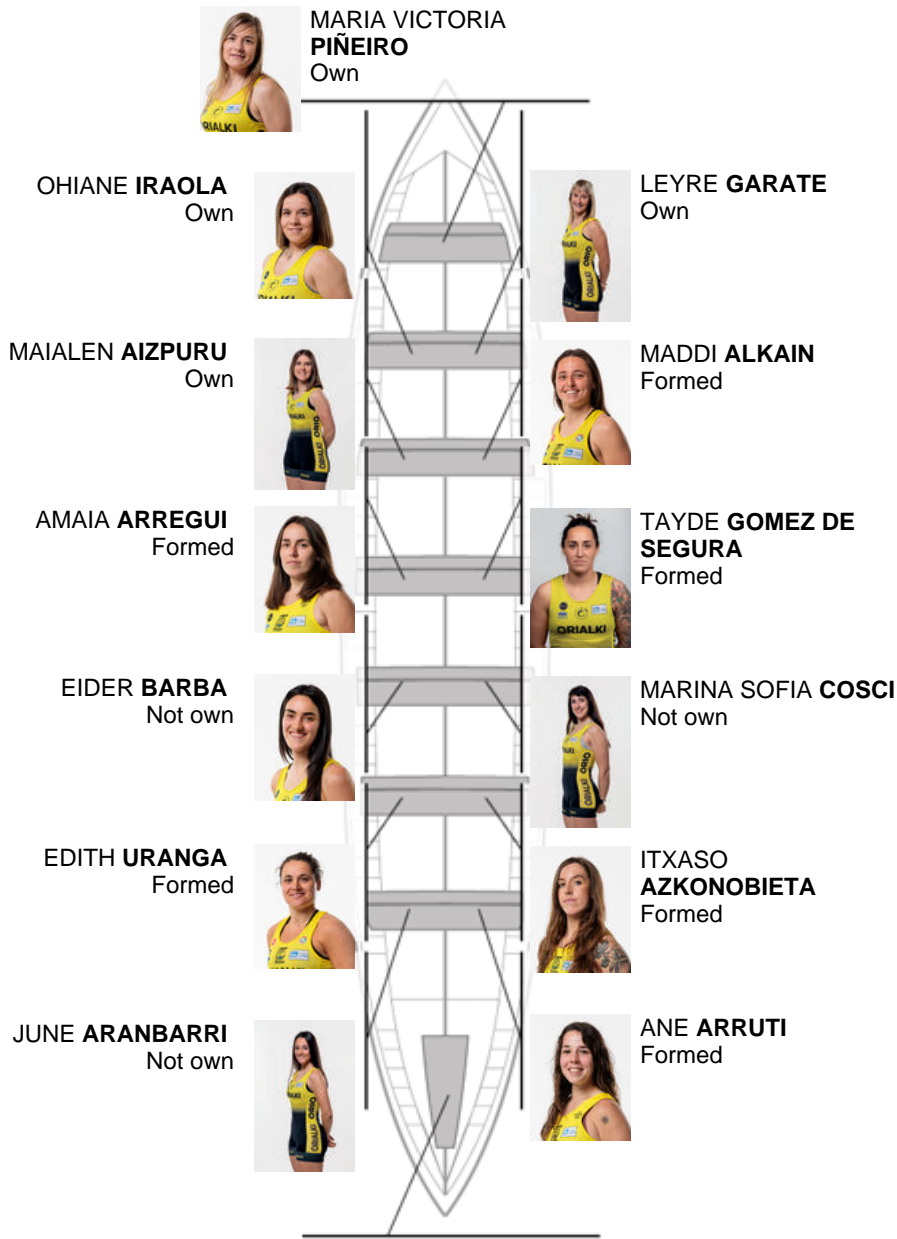 MARIA VICTORIA
PIÑEIRO
Own
OHIANE IRAOLA
Own
LEYRE GARATE
Own
MAIALEN AIZPURU
Own
MADDI ALKAIN
Formed
AMAIA ARREGUI
Formed
TAYDE GOMEZ DE
SEGURA
Formed
EIDER BARBA
Not own
MARINA SOFIA COSCI
Not own
EDITH URANGA
Formed
ITXASO
AZKONOBIETA
Formed
JUNE ARANBARRI
Not own
ANE ARRUTI
Formed
ORIALKI